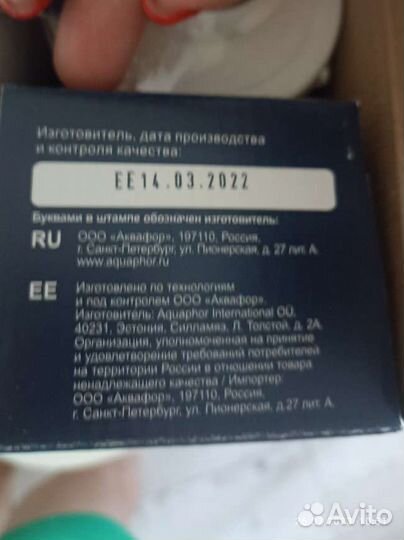 Изготовитель, дата производства
и контроля качества:
EE14.03.2022
Буквами в штампе обозначен изготовитель:
RU ООО «Аквафор», 197110, Россия,
г. Санкт-Петербург, ул. Пионерская, д. 27 лит. А.
www.aquaphor.ru
EE Изготовлено по технологиям
и под контролем ООО «Аквафор».
Изготовитель: Aquaphor International OÜ,
40231, Эстония, Силламяэ, Л. Толстой, д. 2А.
Организация, уполномоченная на принятие
и удовлетворение требований потребителей
на территории России в отношении товара
ненадлежащего качества / Импортер:
ООО «Аквафор», 197110, Россия,
г. Санкт-Петербург, ул. Пионерская, д.27 лит. А.
Avito